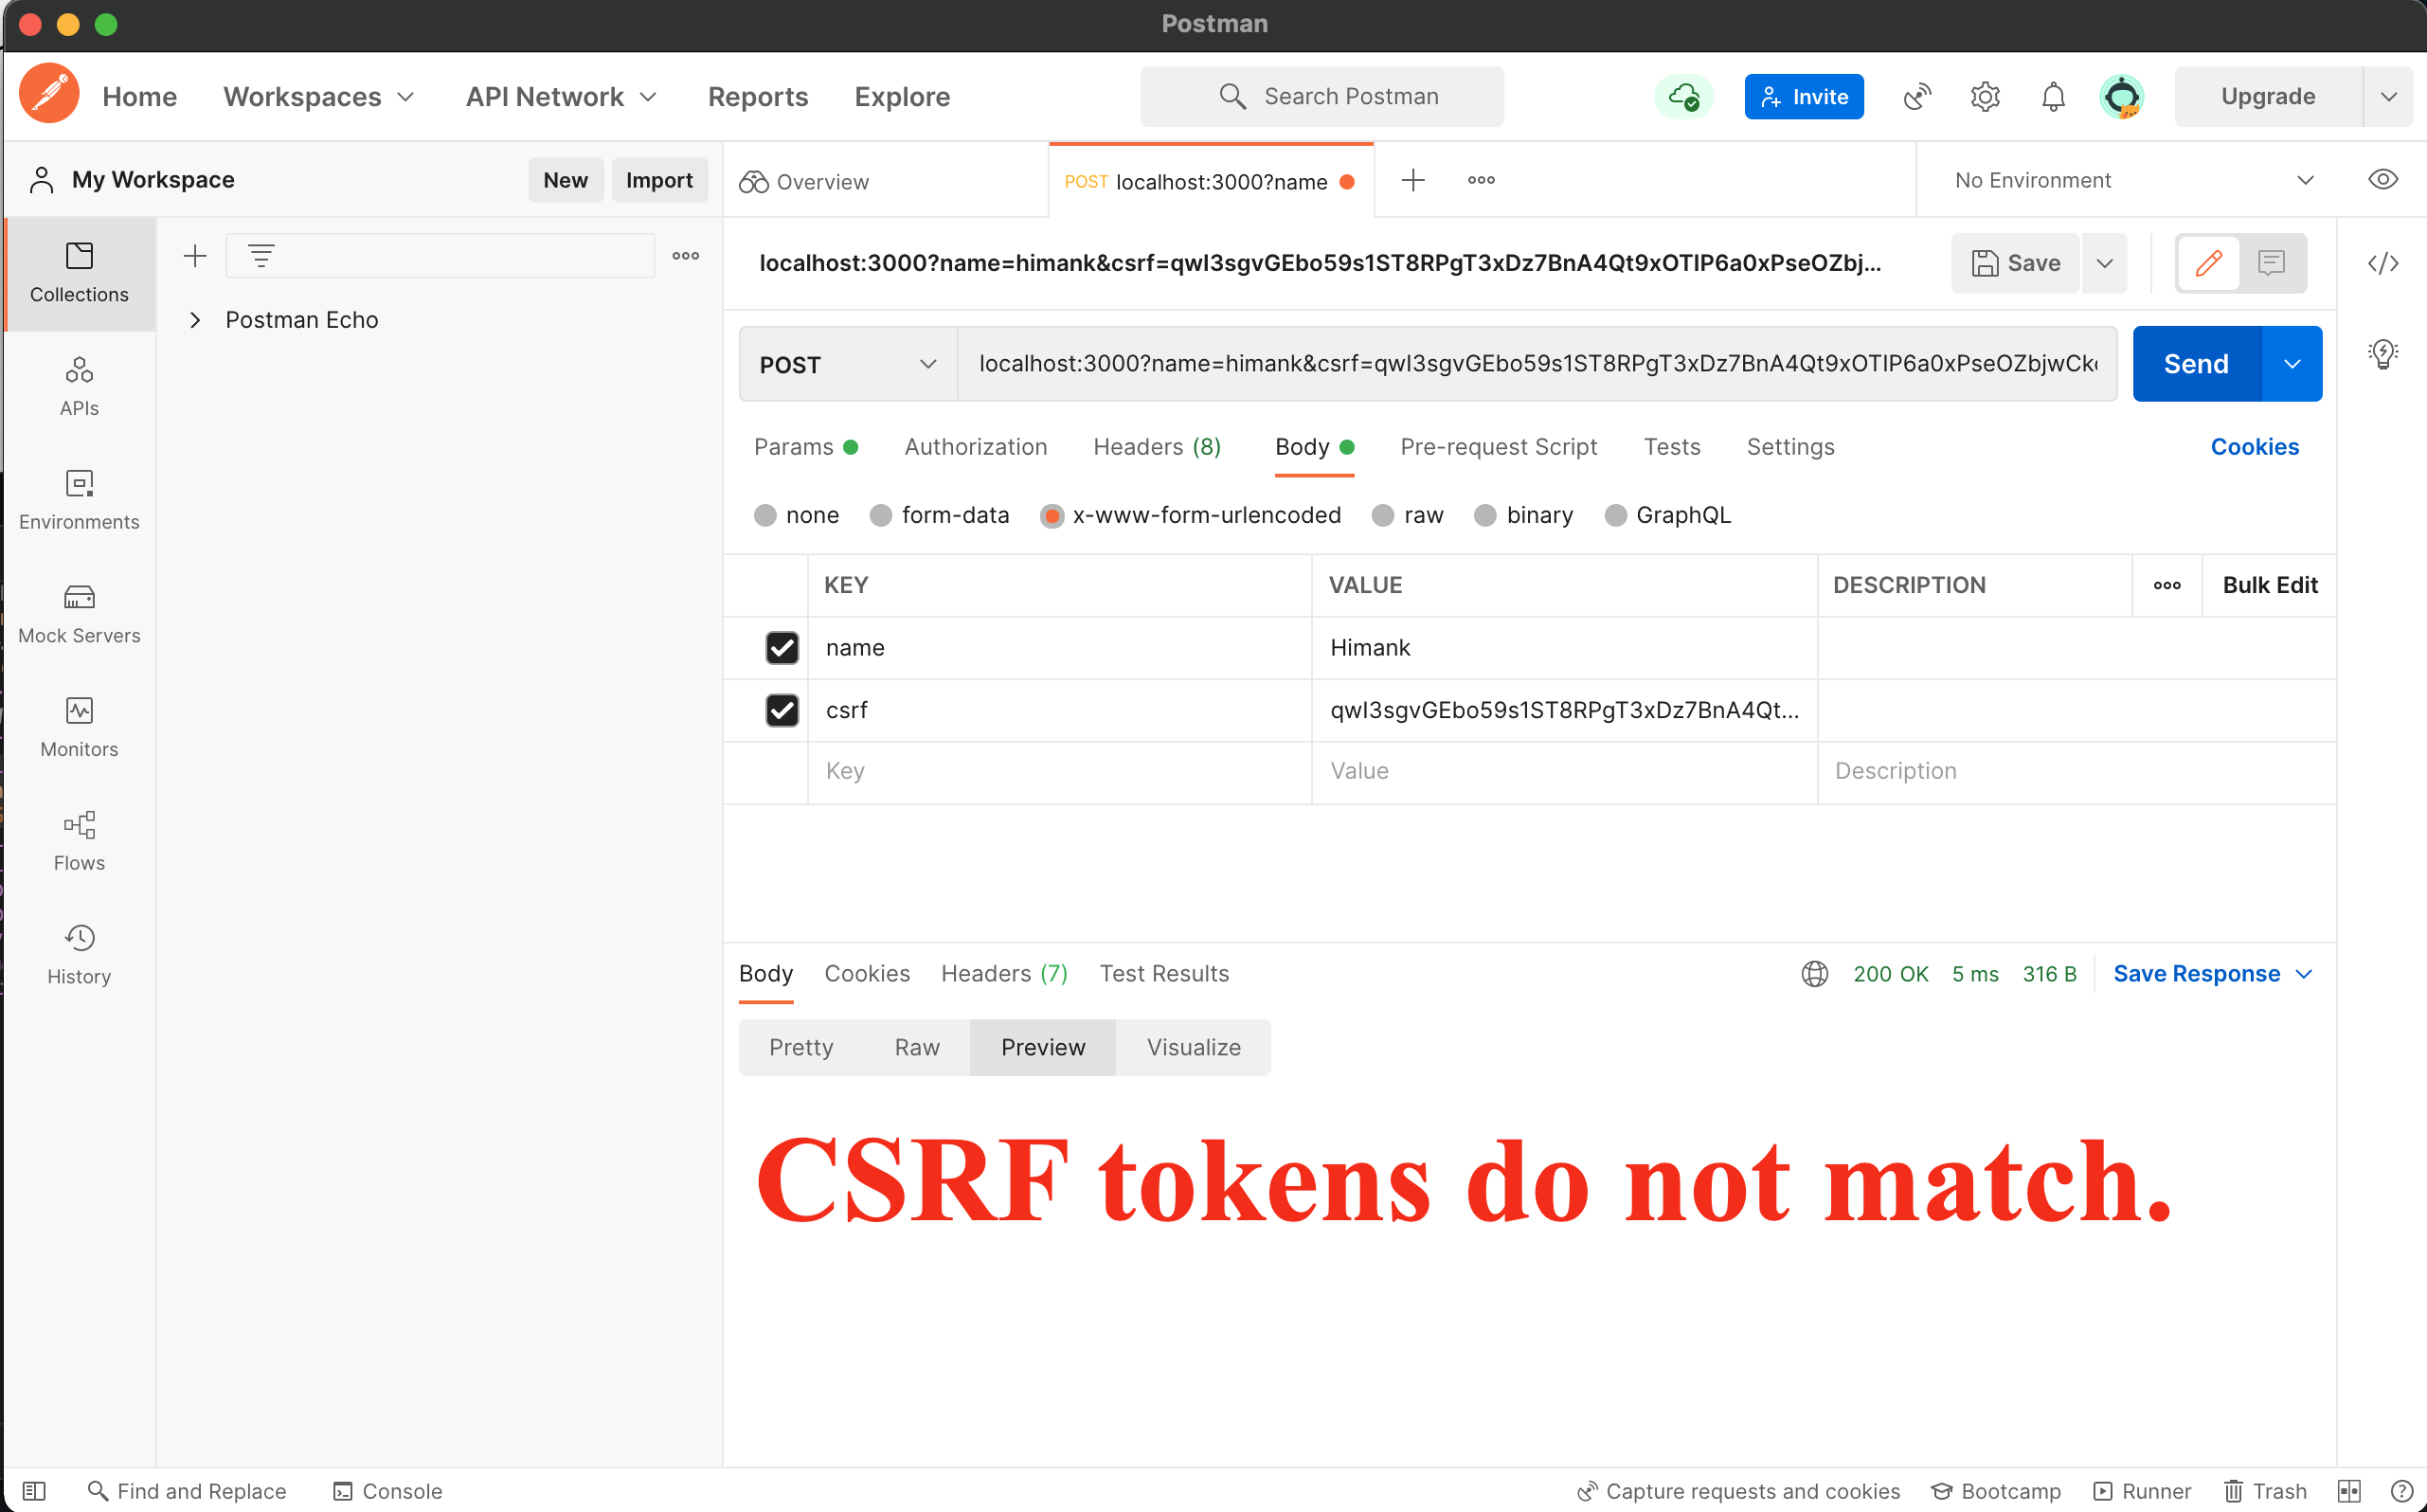 Postman
Home Workspaces API Network Reports Explore Search Postman Invite Upgrade
My Workspace New Import Overview POST localhost:3000?name No Environment
Collections
localhost:3000?name=himank&csrf=qwI3sgvGEbo59s1ST8RPgT3xDz7BnA4Qt9xOTIP6a0xPseOZbj... Save
Postman Echo
POST localhost:3000?name=himank&csrf=qwI3sgvGEbo59s1ST8RPgT3xDz7BnA4Qt9xOTIP6a0xPseOZbjwCk Send
APIs
Params Authorization Headers (8) Body Pre-request Script Tests Settings Cookies
Environments
none form-data x-www-form-urlencoded raw binary GraphQL
KEY VALUE DESCRIPTION Bulk Edit
Mock Servers
name Himank
csrf qwI3sgvGEbo59s1ST8RPgT3xDz7BnA4Qt...
Monitors
Key Value Description
Flows
History
Body Cookies Headers (7) Test Results 200 OK 5 ms 316 B Save Response
Pretty Raw Preview Visualize
CSRF tokens do not match.
Find and Replace Console Capture requests and cookies Bootcamp Runner Trash